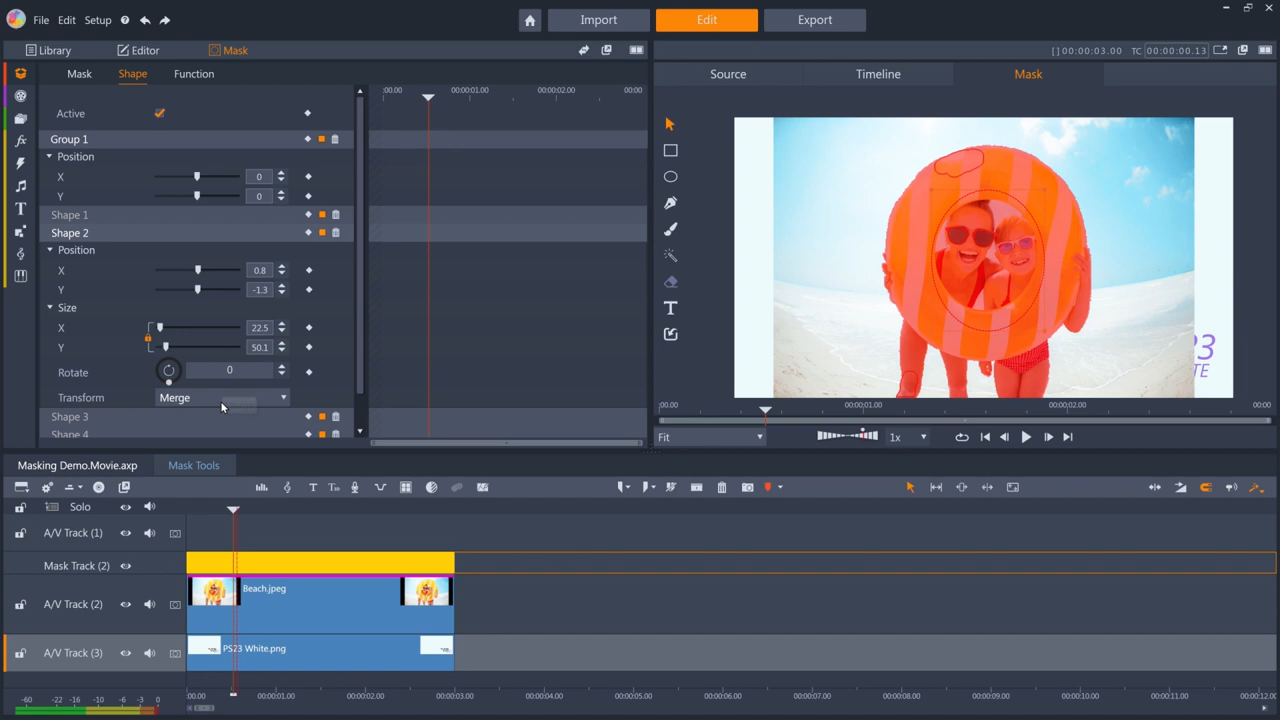 File Edit Setup
Import Edit Export
Library Editor Mask
[] 00:00:03.00 TC 00:00:00.13
Mask Shape Function
Source Timeline Mask
:00.00 00:00:01.00 00:00:02.00 00:00
Active
Group 1
Position
X 0
Y 0
Shape 1
Shape 2
Position
X 0.8
Y -1.3
Size
X 22.5
Y 50.1
Rotate 0
Transform Merge
Shape 3
Shape 4
:00.00 00:00:01.00 00:00:02.00 00:00
Fit 1x
Masking Demo.Movie.axp Mask Tools
Solo
A/V Track (1)
Mask Track (2)
A/V Track (2) Beach.jpeg
A/V Track (3) PS23 White.png
-60 -22 -16 -10 -6 -3 0
:00.00 00:00:01.00 00:00:02.00 00:00:03.00 00:00:04.00 00:00:05.00 00:00:06.00 00:00:07.00 00:00:08.00 00:00:09.00 00:00:10.00 00:00:11.00 00:00:12.0